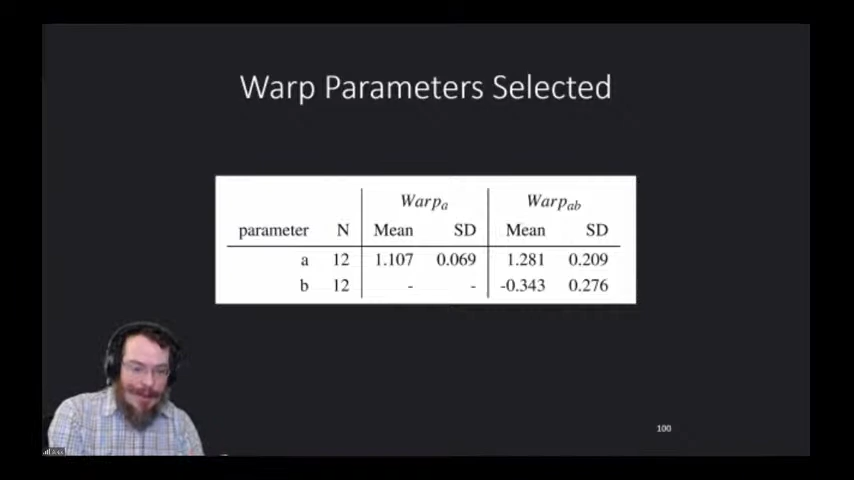 Warp Parameters Selected
Warpₐ Warpₐb
parameter N Mean SD Mean SD
a 12 1.107 0.069 1.281 0.209
b 12 - - -0.343 0.276
100